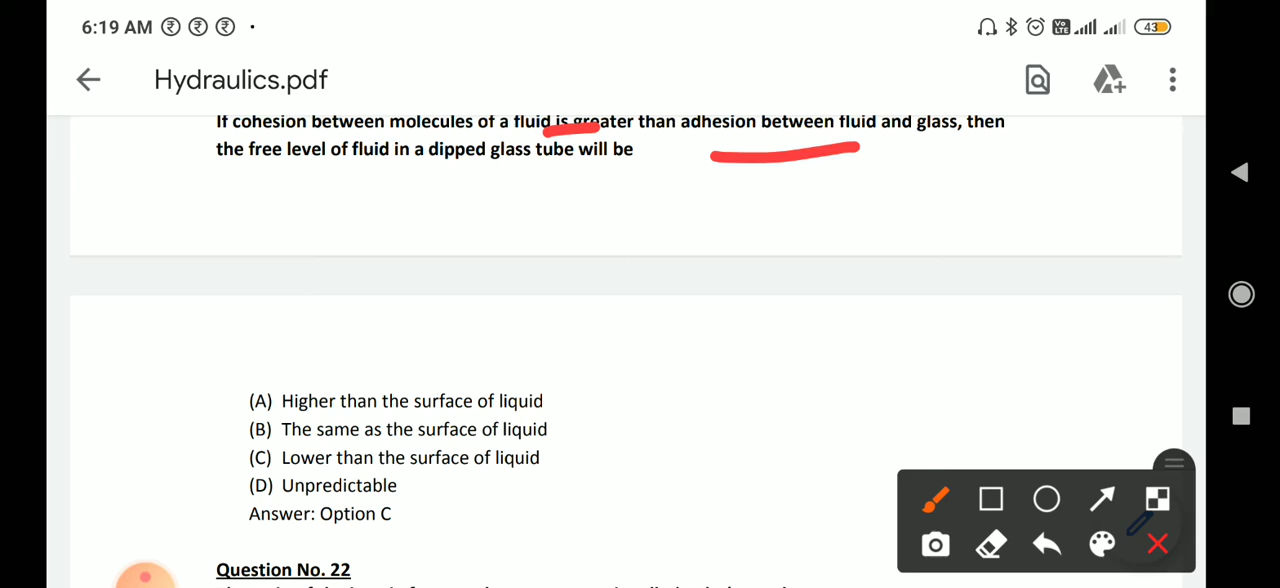 6:19 AM
43
Hydraulics.pdf
If cohesion between molecules of a fluid is greater than adhesion between fluid and glass, then
the free level of fluid in a dipped glass tube will be
(A) Higher than the surface of liquid
(B) The same as the surface of liquid
(C) Lower than the surface of liquid
(D) Unpredictable
Answer: Option C
Question No. 22